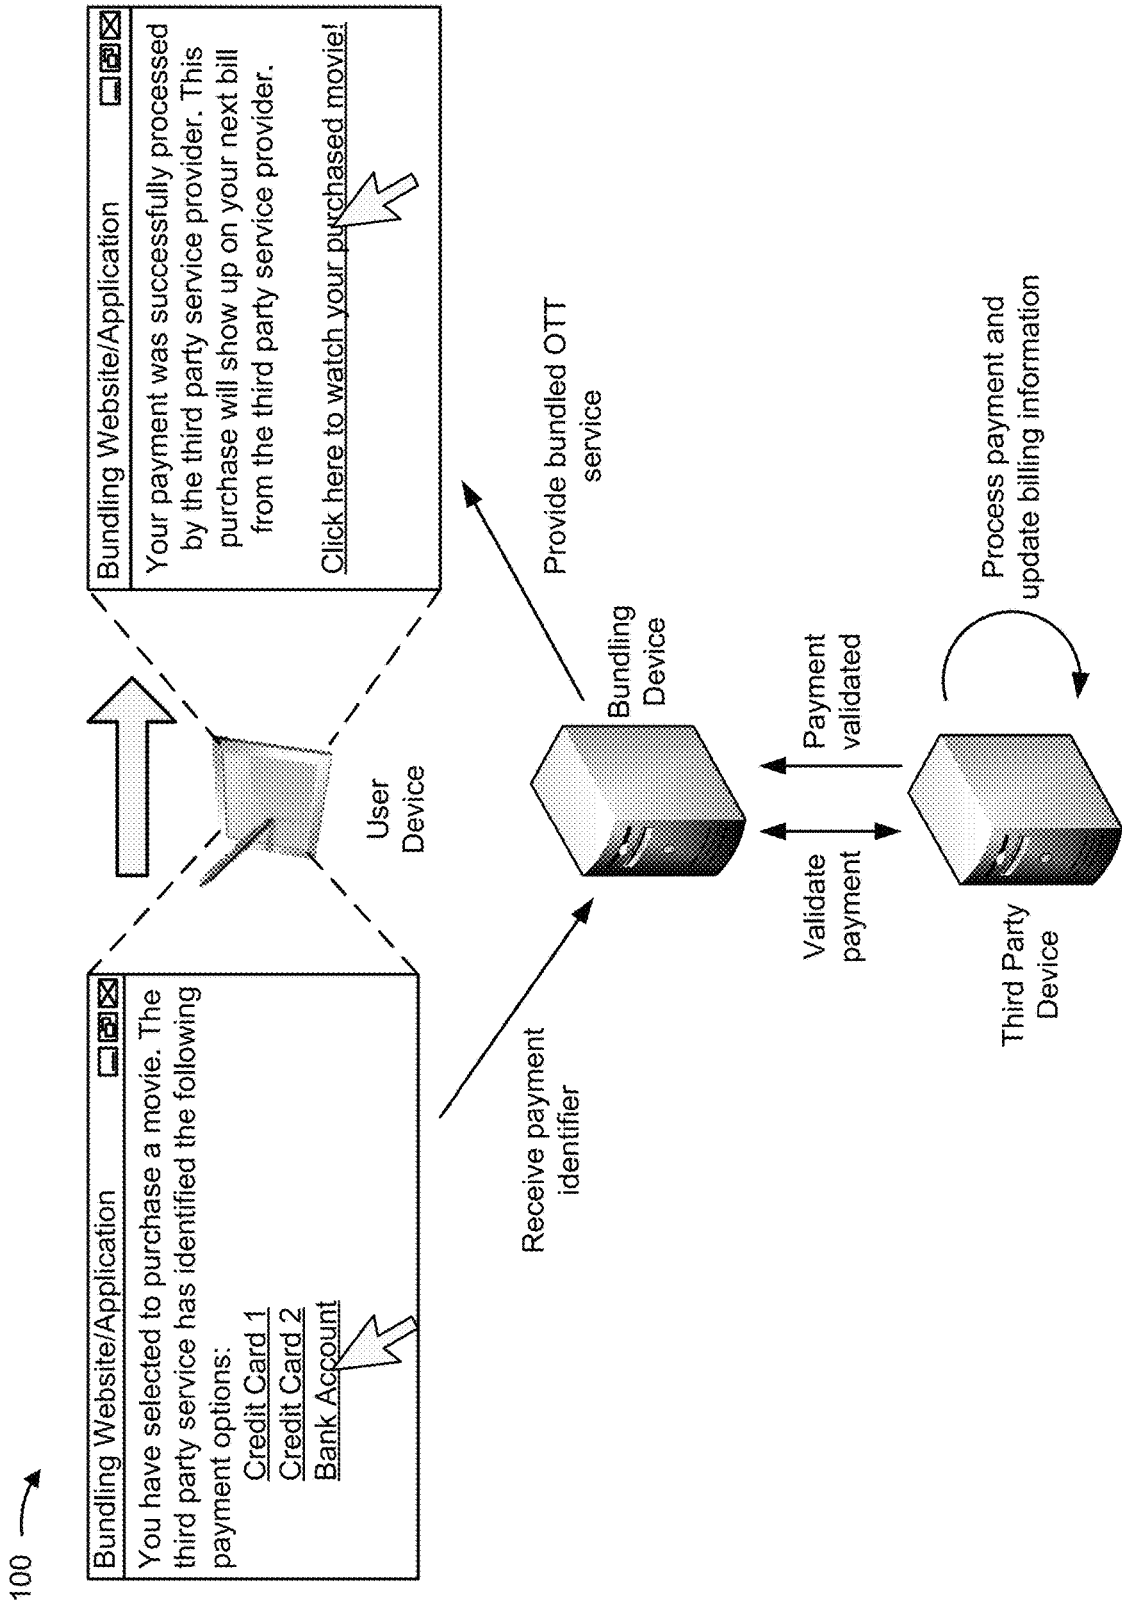 100
Bundling Website/Application
You have selected to purchase a movie. The
third party service has identified the following
payment options:
Credit Card 1
Credit Card 2
Bank Account
User
Device
Bundling Website/Application
Your payment was successfully processed
by the third party service provider. This
purchase will show up on your next bill
from the third party service provider.
Click here to watch your purchased movie!
Receive payment
identifier
Bundling
Device
Provide bundled OTT
service
Validate
payment
Payment
validated
Third Party
Device
Process payment and
update billing information